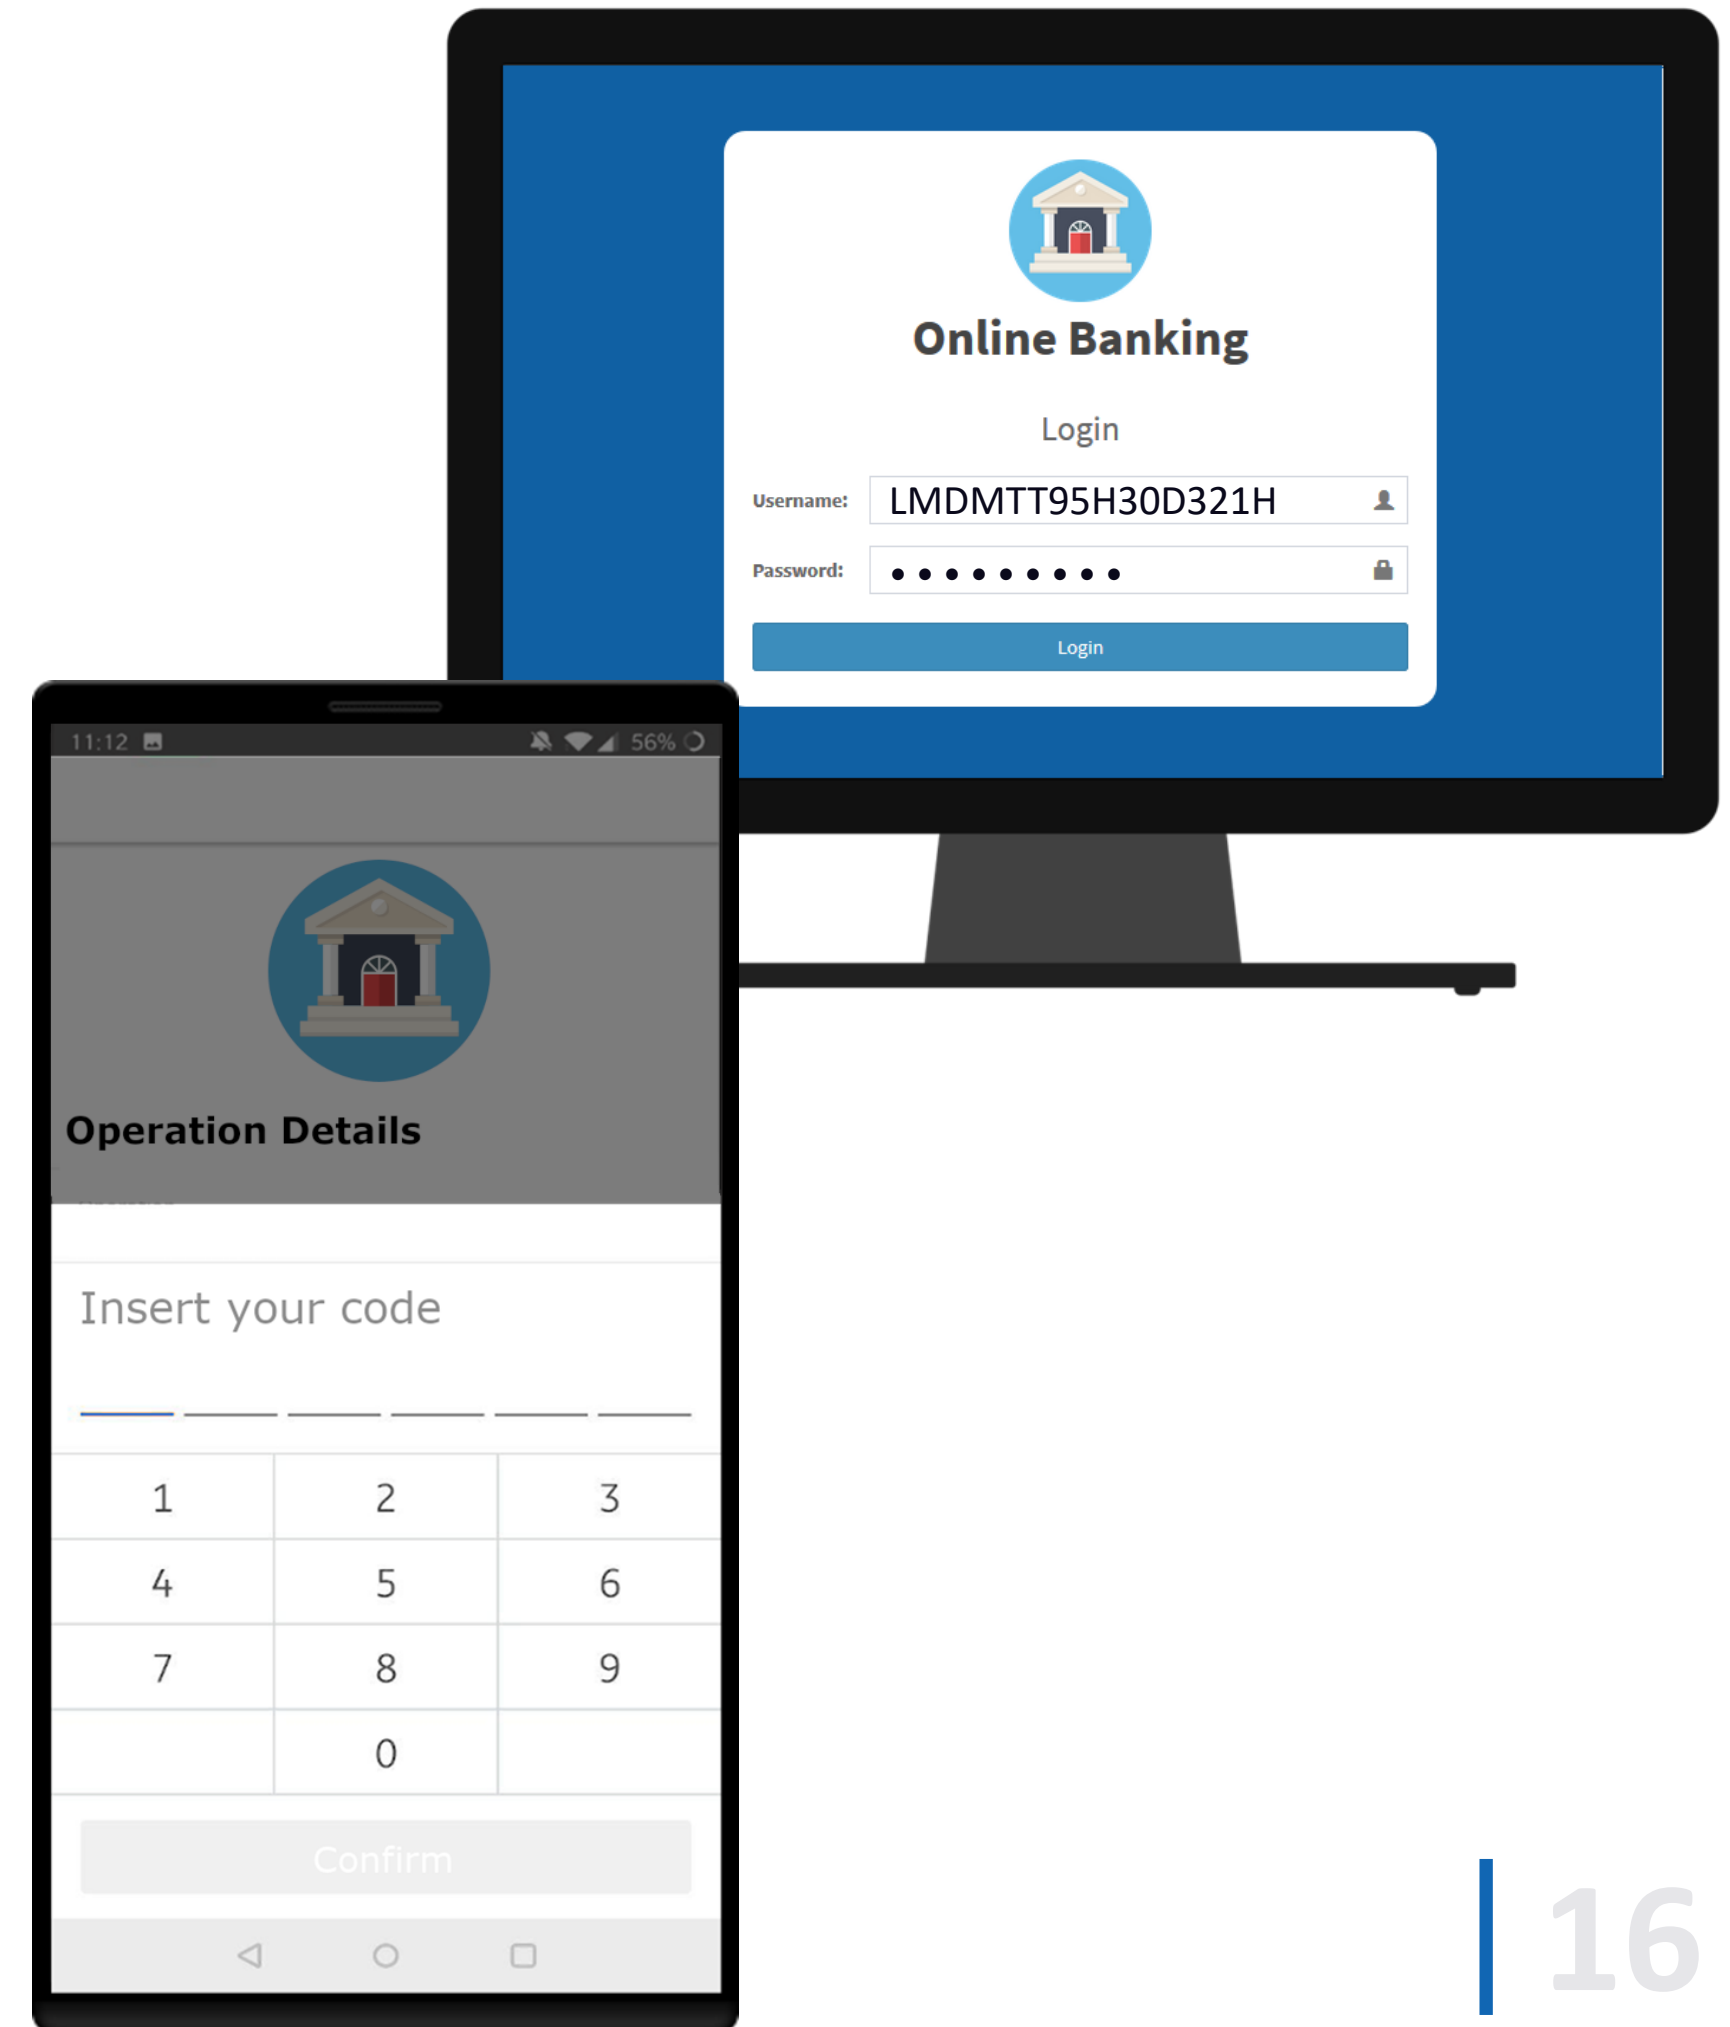 Online Banking
Login
Username: LMDMTT95H30D321H
Password: •••••••••
Login
11:12 56%
Operation Details
Insert your code
1 2 3
4 5 6
7 8 9
0
Confirm
16